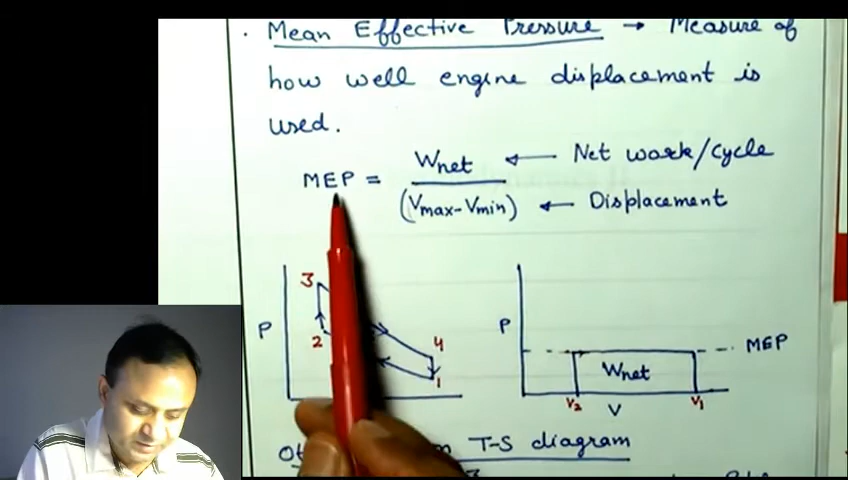 · Mean Effective Pressure → Measure of
how well engine displacement is
used.
MEP = Wnet ← Net work/cycle
(Vmax-Vmin) ← Displacement
3
P
2
4
1
P
MEP
Wnet
V2
V
V1
T-S diagram